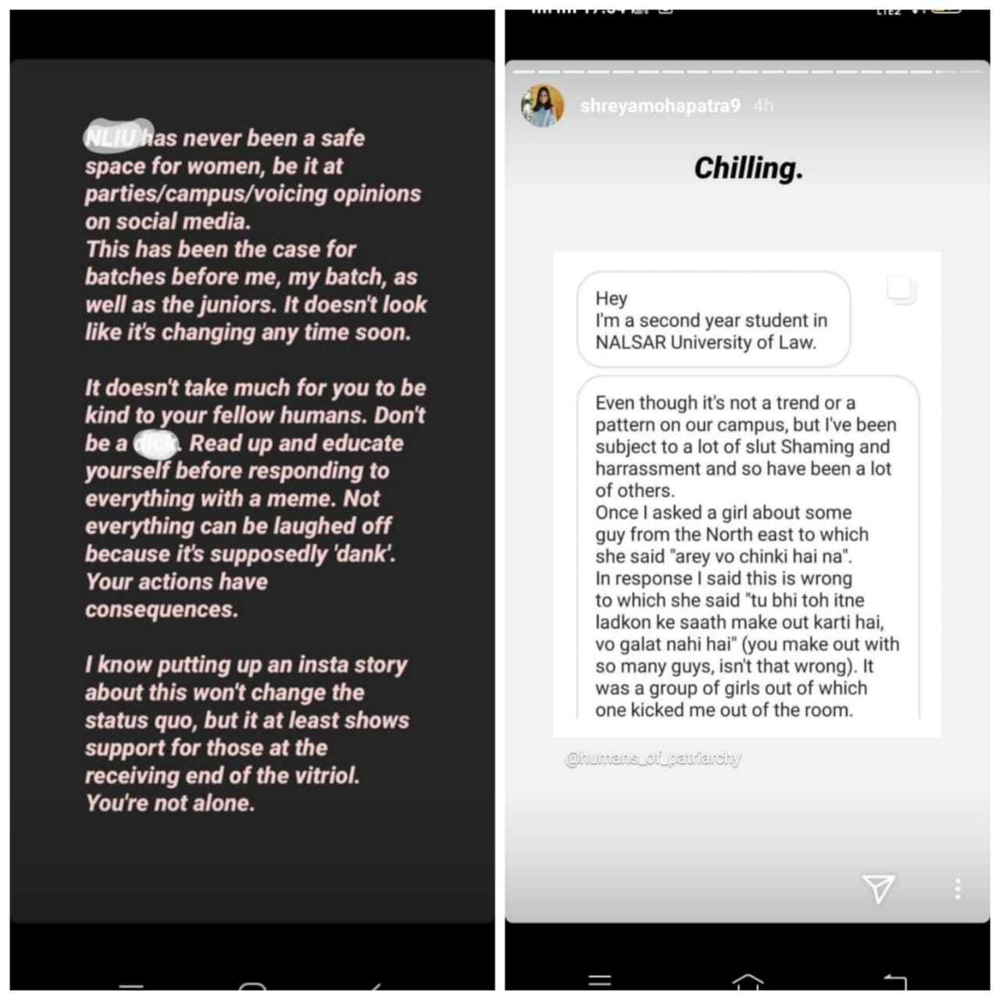 NLIU has never been a safe
space for women, be it at
parties/campus/voicing opinions
on social media.
This has been the case for
batches before me, my batch, as
well as the juniors. It doesn't look
like it's changing any time soon.
It doesn't take much for you to be
kind to your fellow humans. Don't
be a dick. Read up and educate
yourself before responding to
everything with a meme. Not
everything can be laughed off
because it's supposedly 'dank'.
Your actions have
consequences.
I know putting up an insta story
about this won't change the
status quo, but it at least shows
support for those at the
receiving end of the vitriol.
You're not alone.
shreyamohapatra9 4h
Chilling.
Hey
I'm a second year student in
NALSAR University of Law.
Even though it's not a trend or a
pattern on our campus, but I've been
subject to a lot of slut Shaming and
harrassment and so have been a lot
of others.
Once I asked a girl about some
guy from the North east to which
she said "arey vo chinki hai na".
In response I said this is wrong
to which she said "tu bhi toh itne
ladkon ke saath make out karti hai,
vo galat nahi hai" (you make out with
so many guys, isn't that wrong). It
was a group of girls out of which
one kicked me out of the room.
@humans_of_patriarchy